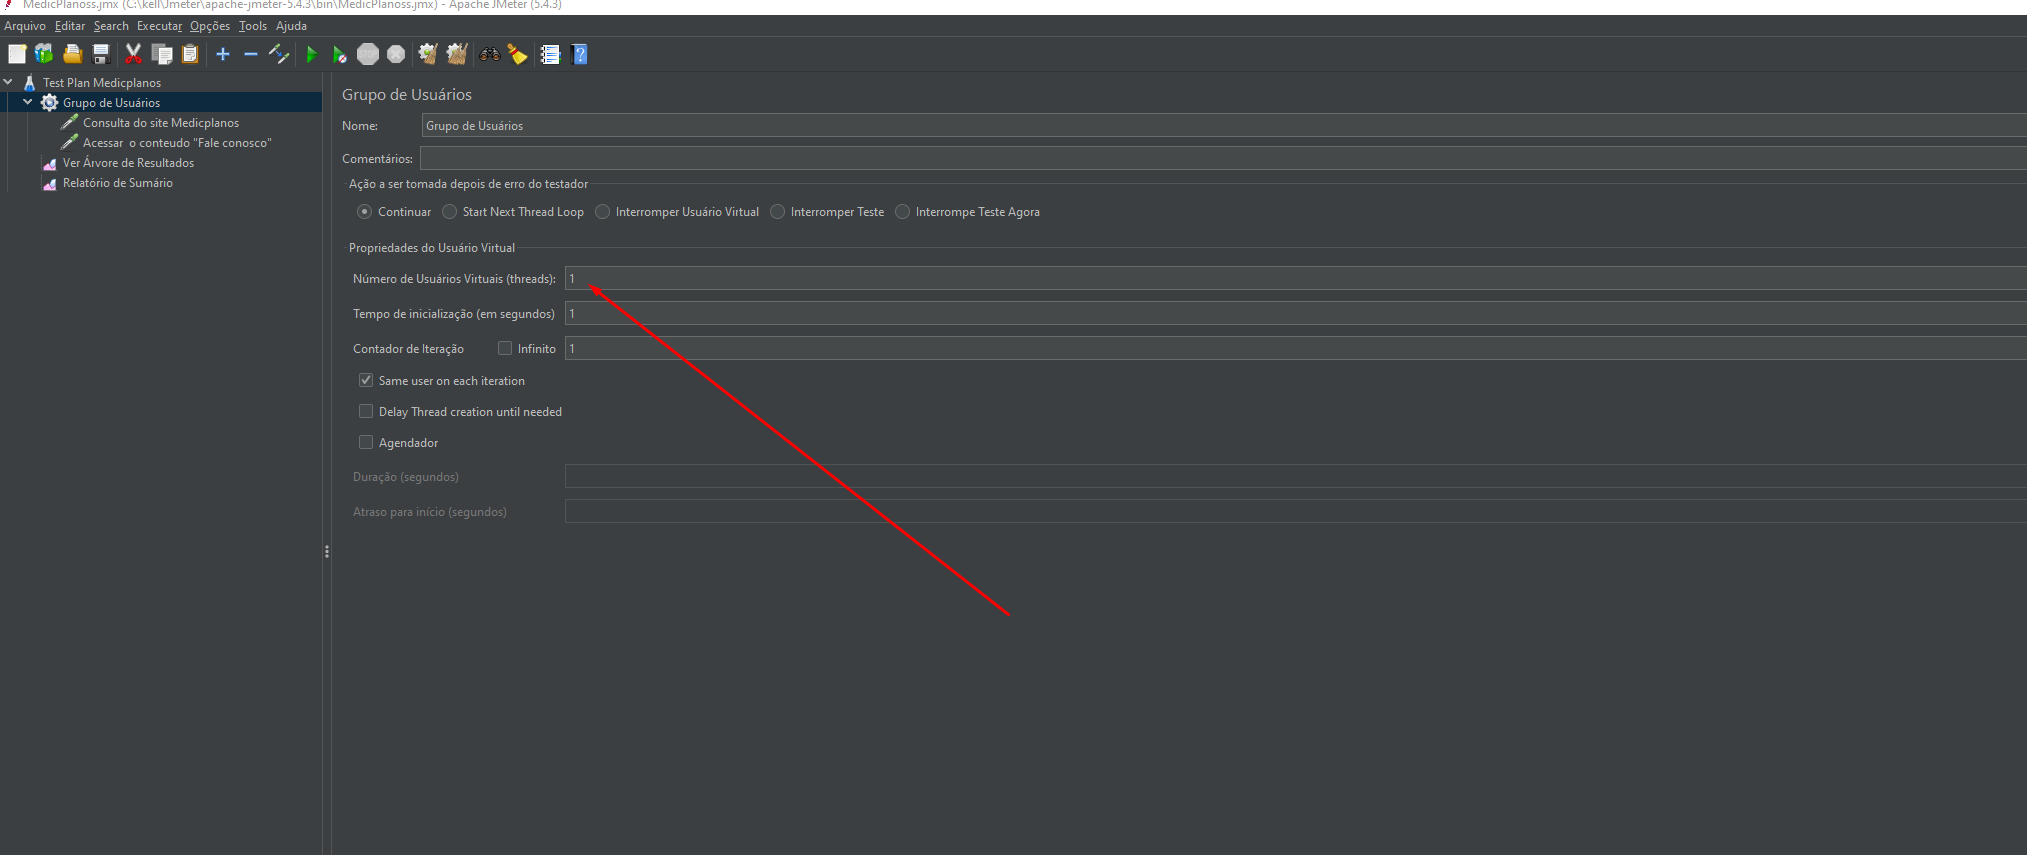 MedicPlanoss.jmx (C:\kell\Jmeter\apache-jmeter-5.4.3\bin\MedicPlanoss.jmx) - Apache JMeter (5.4.3)
Arquivo Editar Search Executar Opções Tools Ajuda
STOP
Test Plan Medicplanos
Grupo de Usuários
Consulta do site Medicplanos
Acessar o conteudo "Fale conosco"
Ver Árvore de Resultados
Relatório de Sumário
Grupo de Usuários
Nome: Grupo de Usuários
Comentários:
Ação a ser tomada depois de erro do testador
Continuar Start Next Thread Loop Interromper Usuário Virtual Interromper Teste Interrompe Teste Agora
Propriedades do Usuário Virtual
Número de Usuários Virtuais (threads): 1
Tempo de inicialização (em segundos) 1
Contador de Iteração Infinito 1
Same user on each iteration
Delay Thread creation until needed
Agendador
Duração (segundos)
Atraso para início (segundos)